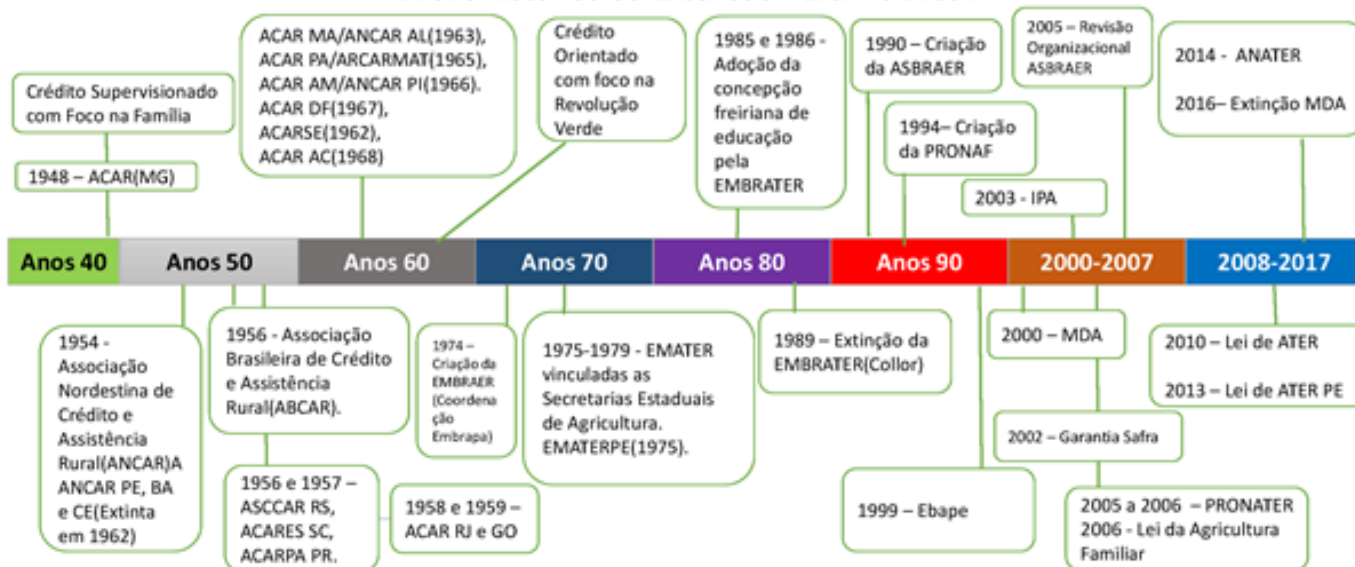 Crédito Supervisionado
com Foco na Família
1948 – ACAR(MG)
ACAR MA/ANCAR AL(1963),
ACAR PA/ARCARMAT(1965),
ACAR AM/ANCAR PI(1966).
ACAR DF(1967),
ACARSE(1962),
ACAR AC(1968)
Crédito
Orientado
com foco na
Revolução
Verde
1985 e 1986 -
Adoção da
concepção
freiriana de
educação
pela
EMBRATER
1990 – Criação
da ASBRAER
1994– Criação
da PRONAF
2005 – Revisão
Organizacional
ASBRAER
2003 - IPA
2014 - ANATER
2016– Extinção MDA
Anos 40
Anos 50
Anos 60
Anos 70
Anos 80
Anos 90
2000-2007
2008-2017
1954 -
Associação
Nordestina de
Crédito e
Assistência
Rural(ANCAR)A
ANCAR PE, BA
e CE(Extinta
em 1962)
1956 - Associação
Brasileira de Crédito
e Assistência
Rural(ABCAR).
1956 e 1957 –
ASCCAR RS,
ACARES SC,
ACARPA PR.
1958 e 1959 –
ACAR RJ e GO
1974 –
Criação da
EMBRAER
(Coordena
ção
Embrapa)
1975-1979 - EMATER
vinculadas as
Secretarias Estaduais
de Agricultura.
EMATERPE(1975).
1989 – Extinção da
EMBRATER(Collor)
1999 – Ebape
2000 – MDA
2002 – Garantia Safra
2005 a 2006 – PRONATER
2006 - Lei da Agricultura
Familiar
2010 – Lei de ATER
2013 – Lei de ATER PE